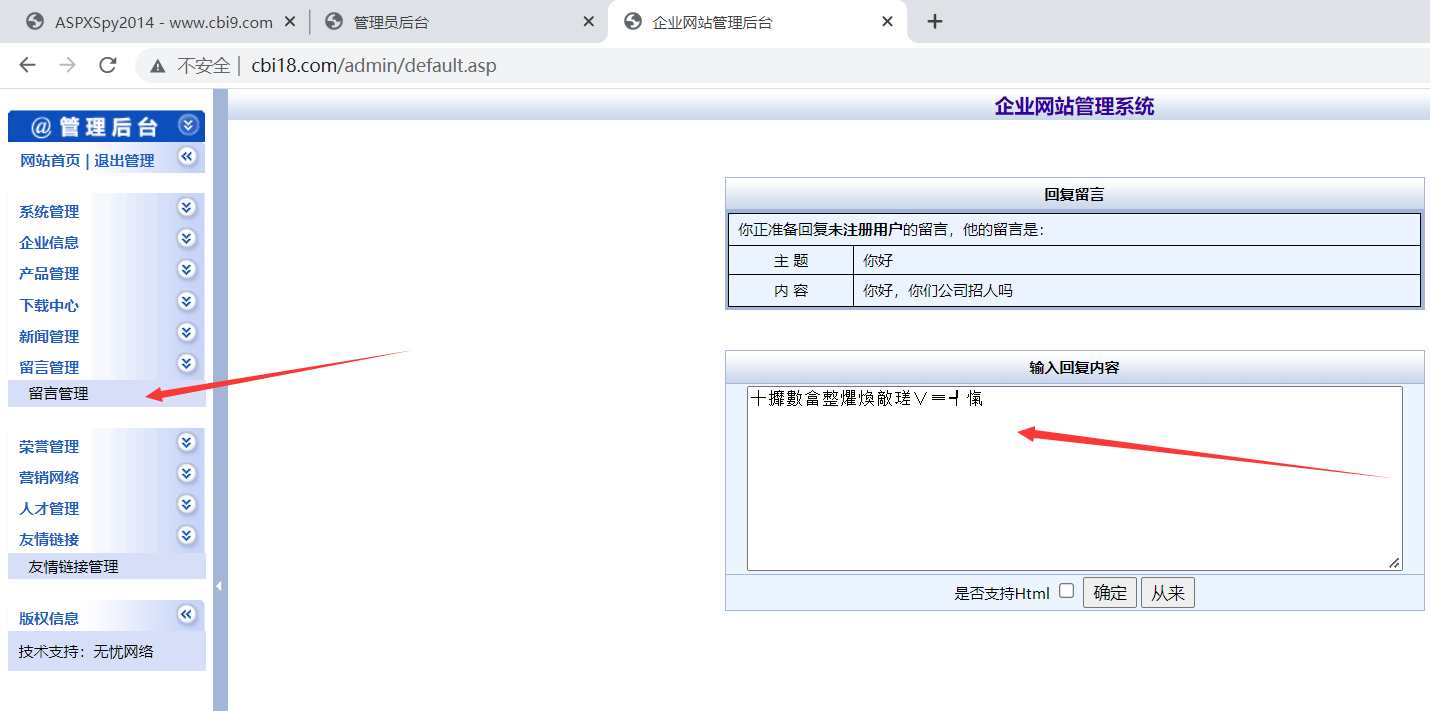 ASPXSpy2014 - www.cbi9.com
管理员后台
企业网站管理后台
不安全 | cbi18.com/admin/default.asp
@ 管理后台
网站首页 | 退出管理
系统管理
企业信息
产品管理
下载中心
新闻管理
留言管理
留言管理
荣誉管理
营销网络
人才管理
友情链接
友情链接管理
版权信息
技术支持：无忧网络
企业网站管理系统
回复留言
你正准备回复未注册用户的留言，他的留言是：
主 题 你好
内 容 你好，你们公司招人吗
输入回复内容
┼攠數畣整爠煥敵瑳∨≡┩愾
是否支持Html 确定 从来